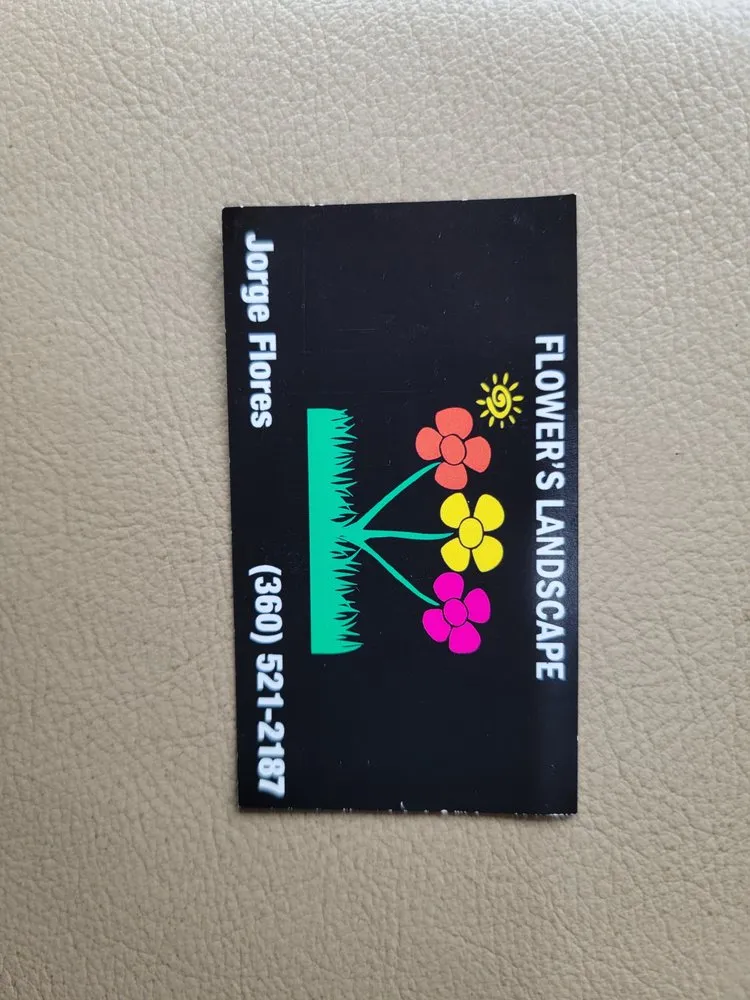 FLOWER'S LANDSCAPE
Jorge Flores
(360) 521-2187